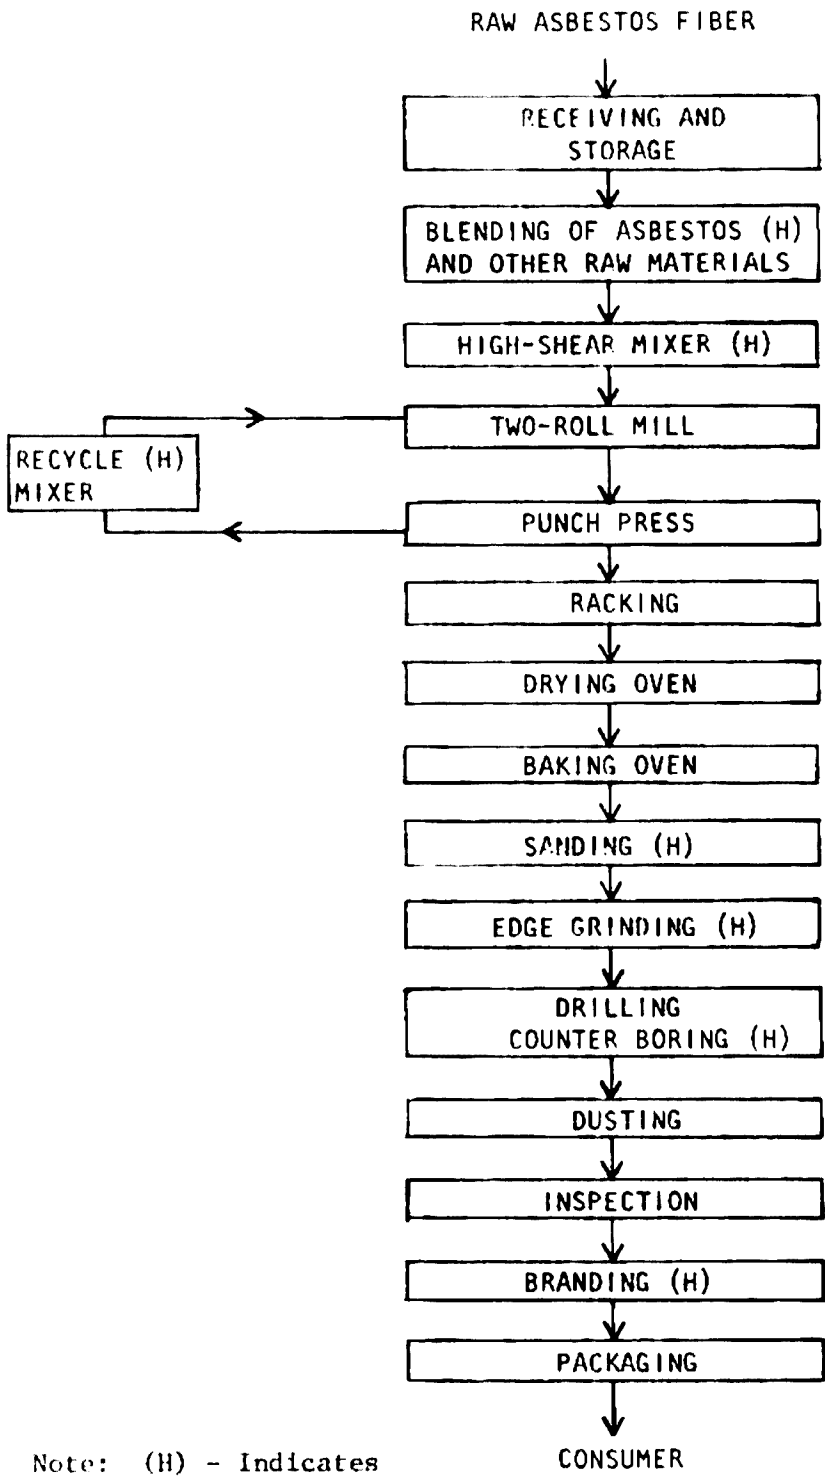 RAW ASBESTOS FIBER
RECEIVING AND
STORAGE
BLENDING OF ASBESTOS (H)
AND OTHER RAW MATERIALS
HIGH-SHEAR MIXER (H)
TWO-ROLL MILL
RECYCLE (H)
MIXER
PUNCH PRESS
RACKING
DRYING OVEN
BAKING OVEN
SANDING (H)
EDGE GRINDING (H)
DRILLING
COUNTER BORING (H)
DUSTING
INSPECTION
BRANDING (H)
PACKAGING
CONSUMER
Note: (H) - Indicates